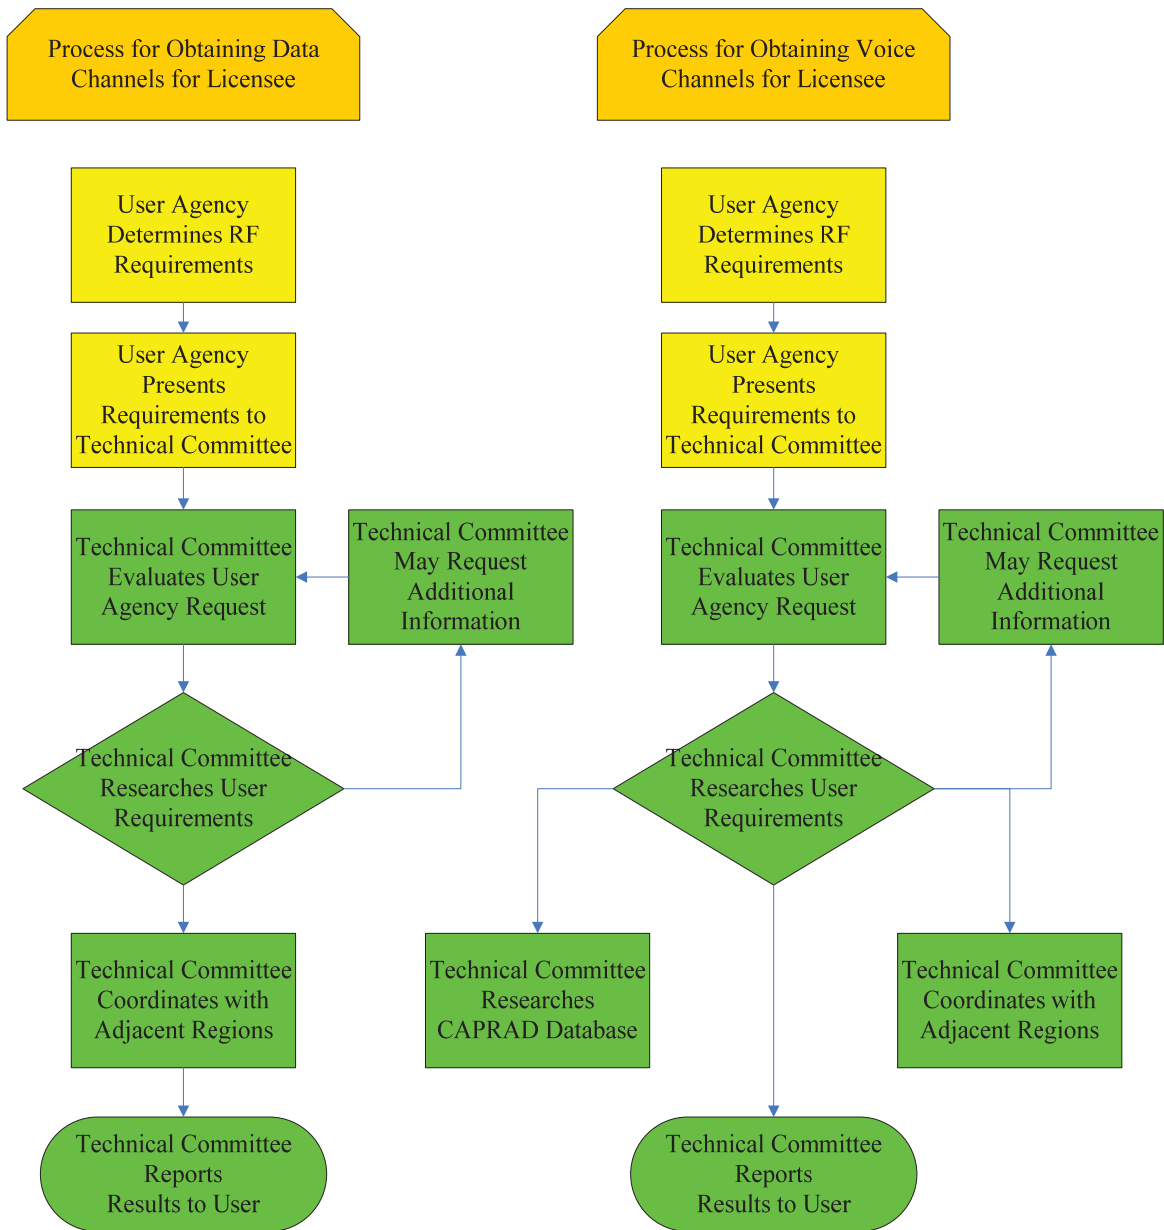 Process for Obtaining Data
Channels for Licensee
User Agency
Determines RF
Requirements
User Agency
Presents
Requirements to
Technical Committee
Technical Committee
Evaluates User
Agency Request
Technical Committee
May Request
Additional
Information
Technical Committee
Researches User
Requirements
Technical Committee
Coordinates with
Adjacent Regions
Technical Committee
Reports
Results to User
Process for Obtaining Voice
Channels for Licensee
User Agency
Determines RF
Requirements
User Agency
Presents
Requirements to
Technical Committee
Technical Committee
Evaluates User
Agency Request
Technical Committee
May Request
Additional
Information
Technical Committee
Researches User
Requirements
Technical Committee
Researches
CAPRAD Database
Technical Committee
Coordinates with
Adjacent Regions
Technical Committee
Reports
Results to User